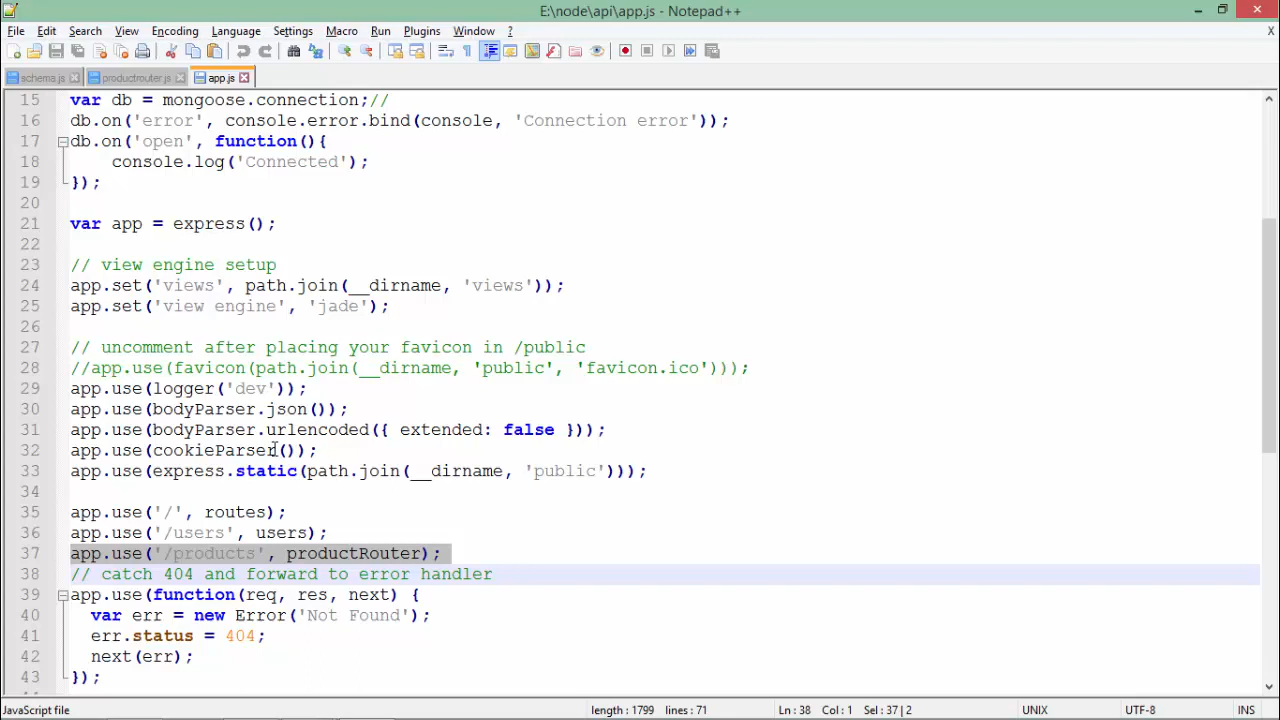 E:\node\api\app.js - Notepad++
File Edit Search View Encoding Language Settings Macro Run Plugins Window ? X
schema.js productrouter.js app.js
15 var db = mongoose.connection;//
16 db.on('error', console.error.bind(console, 'Connection error'));
17 db.on('open', function(){
18 console.log('Connected');
19 });
20
21 var app = express();
22
23 // view engine setup
24 app.set('views', path.join(__dirname, 'views'));
25 app.set('view engine', 'jade');
26
27 // uncomment after placing your favicon in /public
28 //app.use(favicon(path.join(__dirname, 'public', 'favicon.ico')));
29 app.use(logger('dev'));
30 app.use(bodyParser.json());
31 app.use(bodyParser.urlencoded({ extended: false }));
32 app.use(cookieParser());
33 app.use(express.static(path.join(__dirname, 'public')));
34
35 app.use('/', routes);
36 app.use('/users', users);
37 app.use('/products', productRouter);
38 // catch 404 and forward to error handler
39 app.use(function(req, res, next) {
40 var err = new Error('Not Found');
41 err.status = 404;
42 next(err);
43 });
JavaScript file length : 1799 lines : 71 Ln : 38 Col : 1 Sel : 37 | 2 UNIX UTF-8 INS